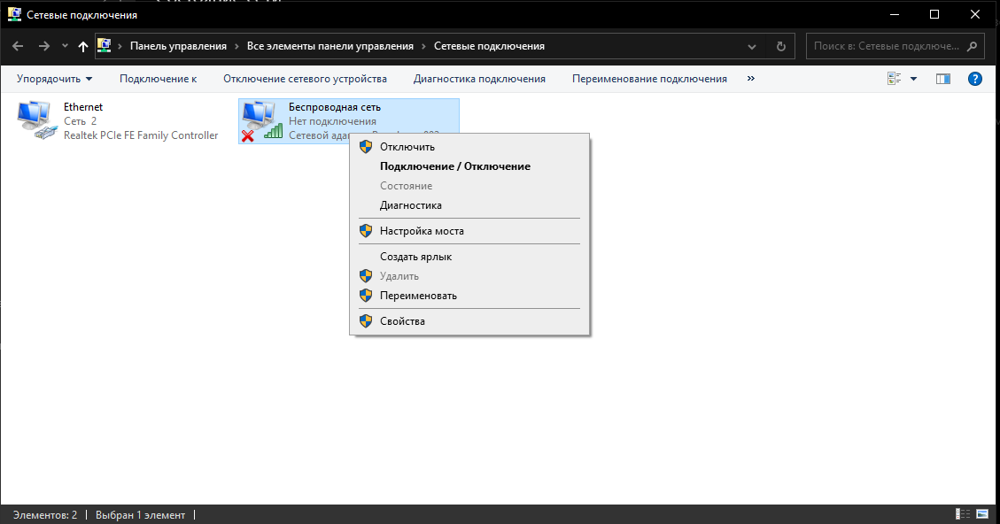 Сетевые подключения
Панель управления
Все элементы панели управления
Сетевые подключения
Поиск в: Сетевые подключе...
Упорядочить
Подключение к
Отключение сетевого устройства
Диагностика подключения
Переименование подключения
»
Ethernet
Сеть 2
Realtek PCIe FE Family Controller
Беспроводная сеть
Нет подключения
Сетевой
Отключить
Подключение / Отключение
Состояние
Диагностика
Настройка моста
Создать ярлык
Удалить
Переименовать
Свойства
Элементов: 2
Выбран 1 элемент